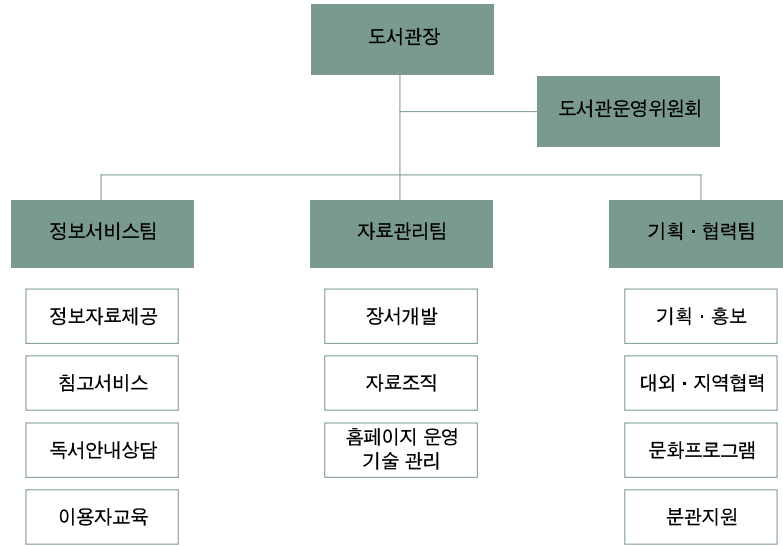 도서관장
도서관운영위원회
정보서비스팀
자료관리팀
기획 · 협력팀
정보자료제공
장서개발
기획 · 홍보
침고서비스
자료조직
대외 · 지역협력
독서안내상담
홈페이지 운영
기술 관리
문화프로그램
이용자교육
분관지원